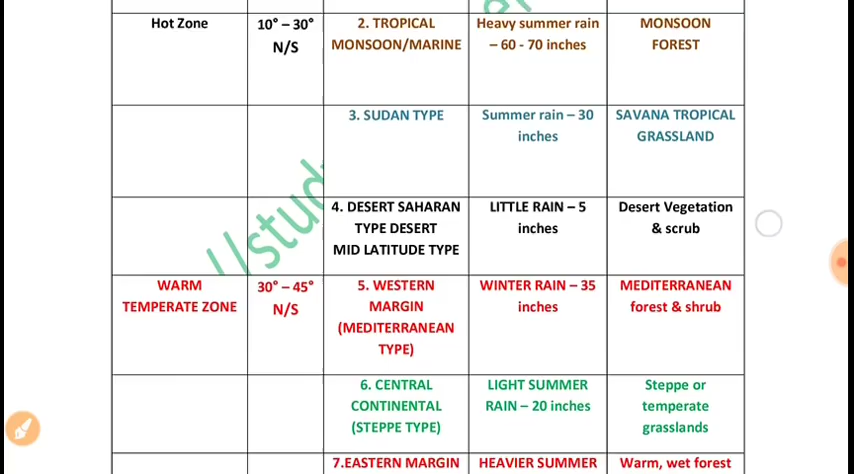 Hot Zone
10° – 30°
N/S
2. TROPICAL
MONSOON/MARINE
Heavy summer rain
– 60 - 70 inches
MONSOON
FOREST
3. SUDAN TYPE
Summer rain – 30
inches
SAVANA TROPICAL
GRASSLAND
4. DESERT SAHARAN
TYPE DESERT
MID LATITUDE TYPE
LITTLE RAIN – 5
inches
Desert Vegetation
& scrub
WARM
TEMPERATE ZONE
30° – 45°
N/S
5. WESTERN
MARGIN
(MEDITERRANEAN
TYPE)
WINTER RAIN – 35
inches
MEDITERRANEAN
forest & shrub
6. CENTRAL
CONTINENTAL
(STEPPE TYPE)
LIGHT SUMMER
RAIN – 20 inches
Steppe or
temperate
grasslands
7.EASTERN MARGIN
HEAVIER SUMMER
Warm, wet forest
//stud